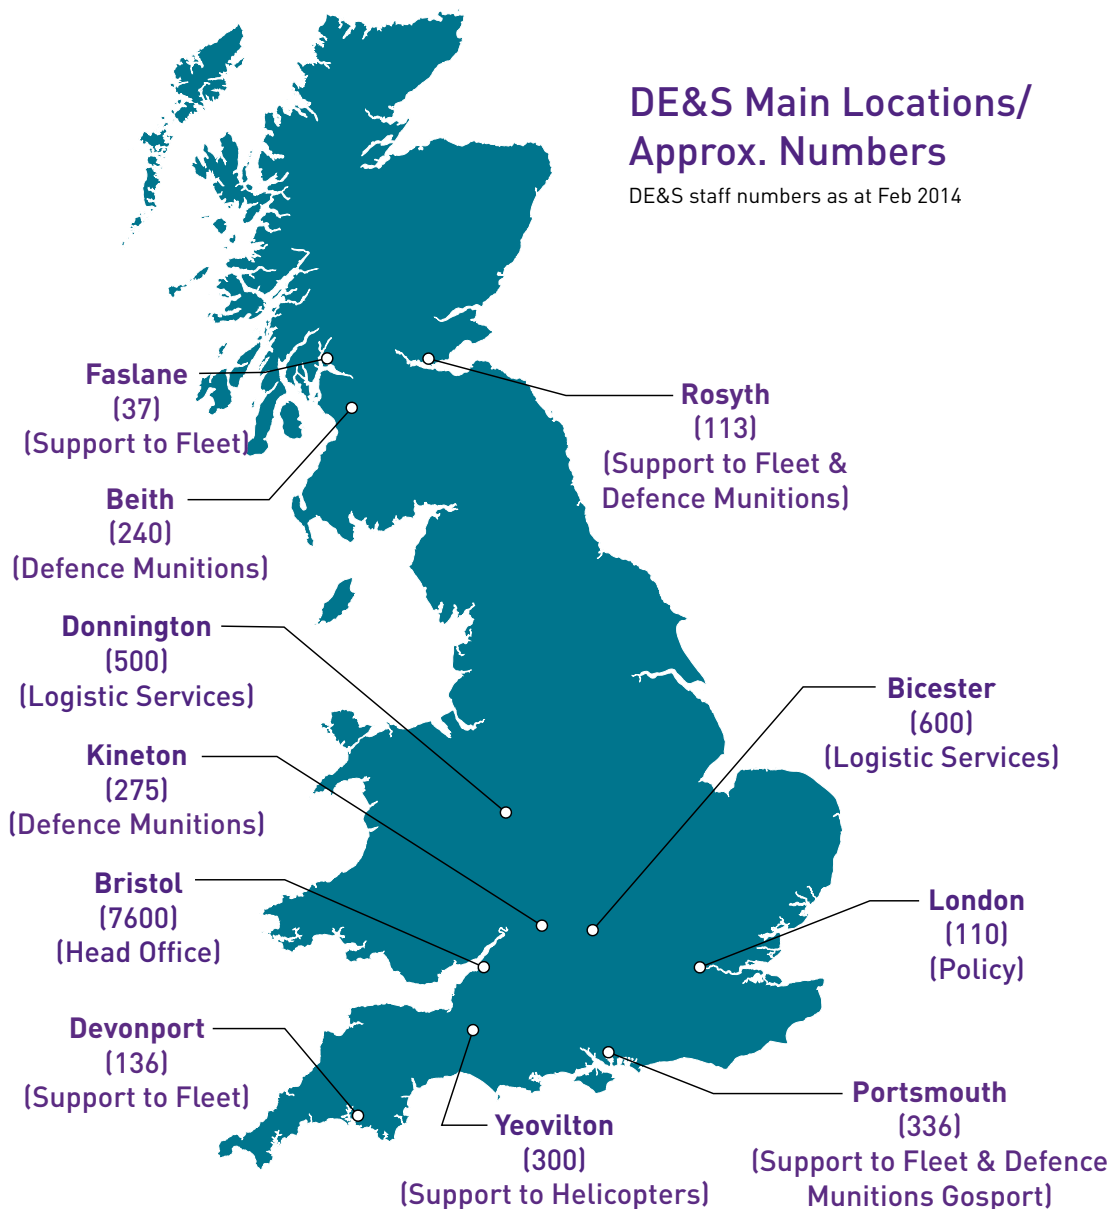 DE&S Main Locations/
Approx. Numbers
DE&S staff numbers as at Feb 2014
Faslane
(37)
(Support to Fleet)
Rosyth
(113)
(Support to Fleet &
Defence Munitions)
Beith
(240)
(Defence Munitions)
Donnington
(500)
(Logistic Services)
Bicester
(600)
(Logistic Services)
Kineton
(275)
(Defence Munitions)
Bristol
(7600)
(Head Office)
London
(110)
(Policy)
Devonport
(136)
(Support to Fleet)
Yeovilton
(300)
(Support to Helicopters)
Portsmouth
(336)
(Support to Fleet & Defence
Munitions Gosport)